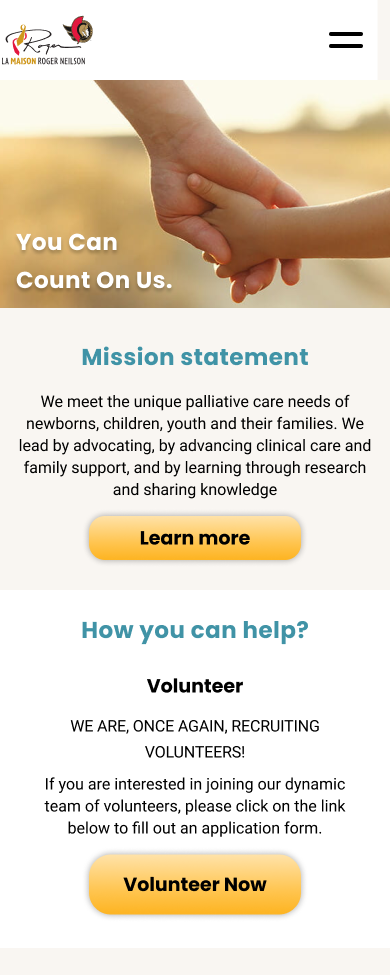 Roger
LA MAISON ROGER NEILSON
You Can
Count On Us.
Mission statement
We meet the unique palliative care needs of
newborns, children, youth and their families. We
lead by advocating, by advancing clinical care and
family support, and by learning through research
and sharing knowledge
Learn more
How you can help?
Volunteer
WE ARE, ONCE AGAIN, RECRUITING
VOLUNTEERS!
If you are interested in joining our dynamic
team of volunteers, please click on the link
below to fill out an application form.
Volunteer Now